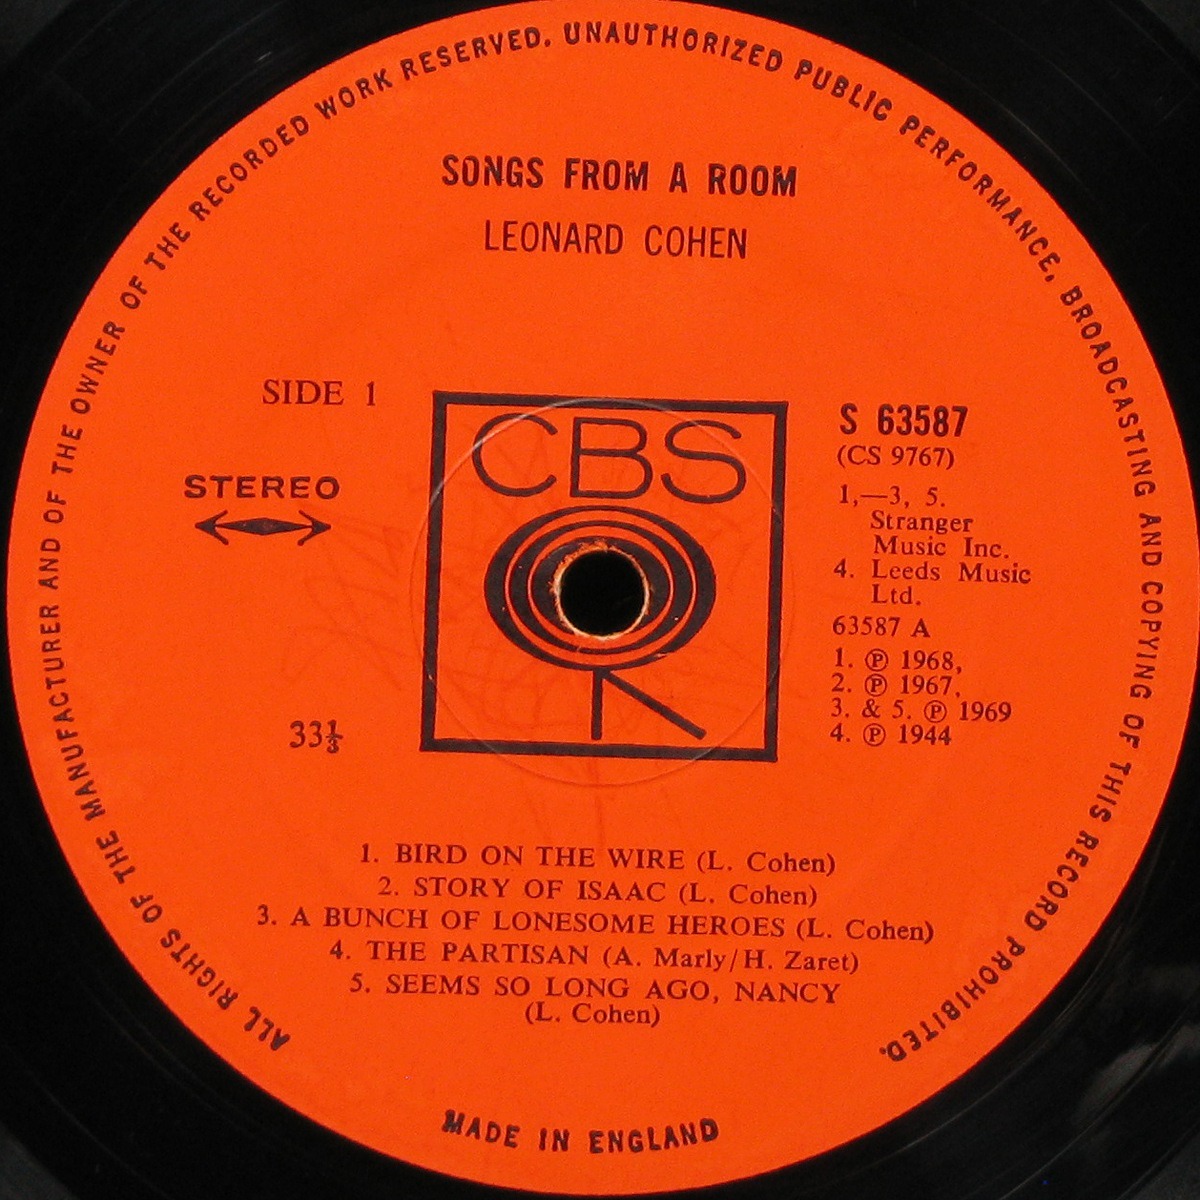 ALL RIGHTS OF THE MANUFACTURER AND OF THE OWNER OF THE RECORDED WORK RESERVED. UNAUTHORIZED PUBLIC PERFORMANCE, BROADCASTING AND COPYING OF THIS RECORD PROHIBITED.
SONGS FROM A ROOM
LEONARD COHEN
SIDE 1
STEREO
33⅓
CBS
S 63587
(CS 9767)
1,—3, 5.
Stranger
Music Inc.
4. Leeds Music
Ltd.
63587 A
1. ℗ 1968,
2. ℗ 1967,
3. & 5. ℗ 1969
4. ℗ 1944
1. BIRD ON THE WIRE (L. Cohen)
2. STORY OF ISAAC (L. Cohen)
3. A BUNCH OF LONESOME HEROES (L. Cohen)
4. THE PARTISAN (A. Marly/H. Zaret)
5. SEEMS SO LONG AGO, NANCY
(L. Cohen)
MADE IN ENGLAND